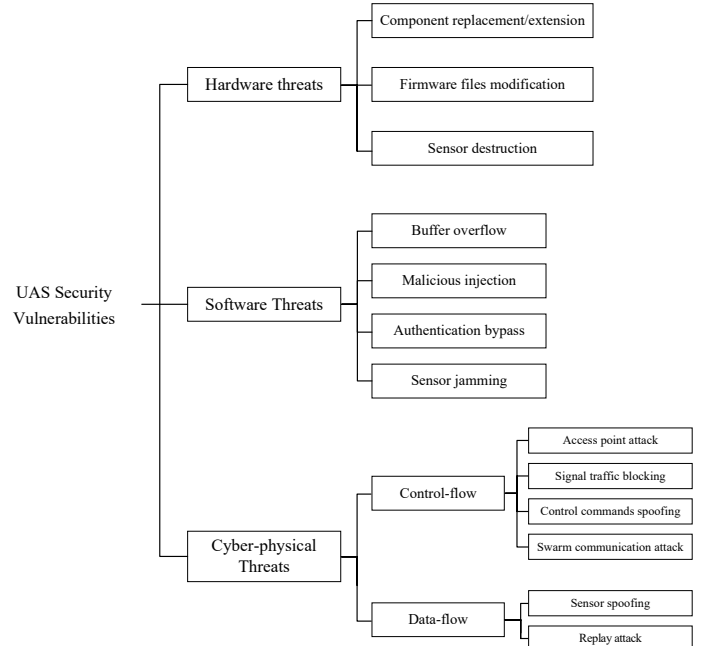 UAS Security
Vulnerabilities
Hardware threats
Component replacement/extension
Firmware files modification
Sensor destruction
Software Threats
Buffer overflow
Malicious injection
Authentication bypass
Sensor jamming
Cyber-physical
Threats
Control-flow
Access point attack
Signal traffic blocking
Control commands spoofing
Swarm communication attack
Data-flow
Sensor spoofing
Replay attack